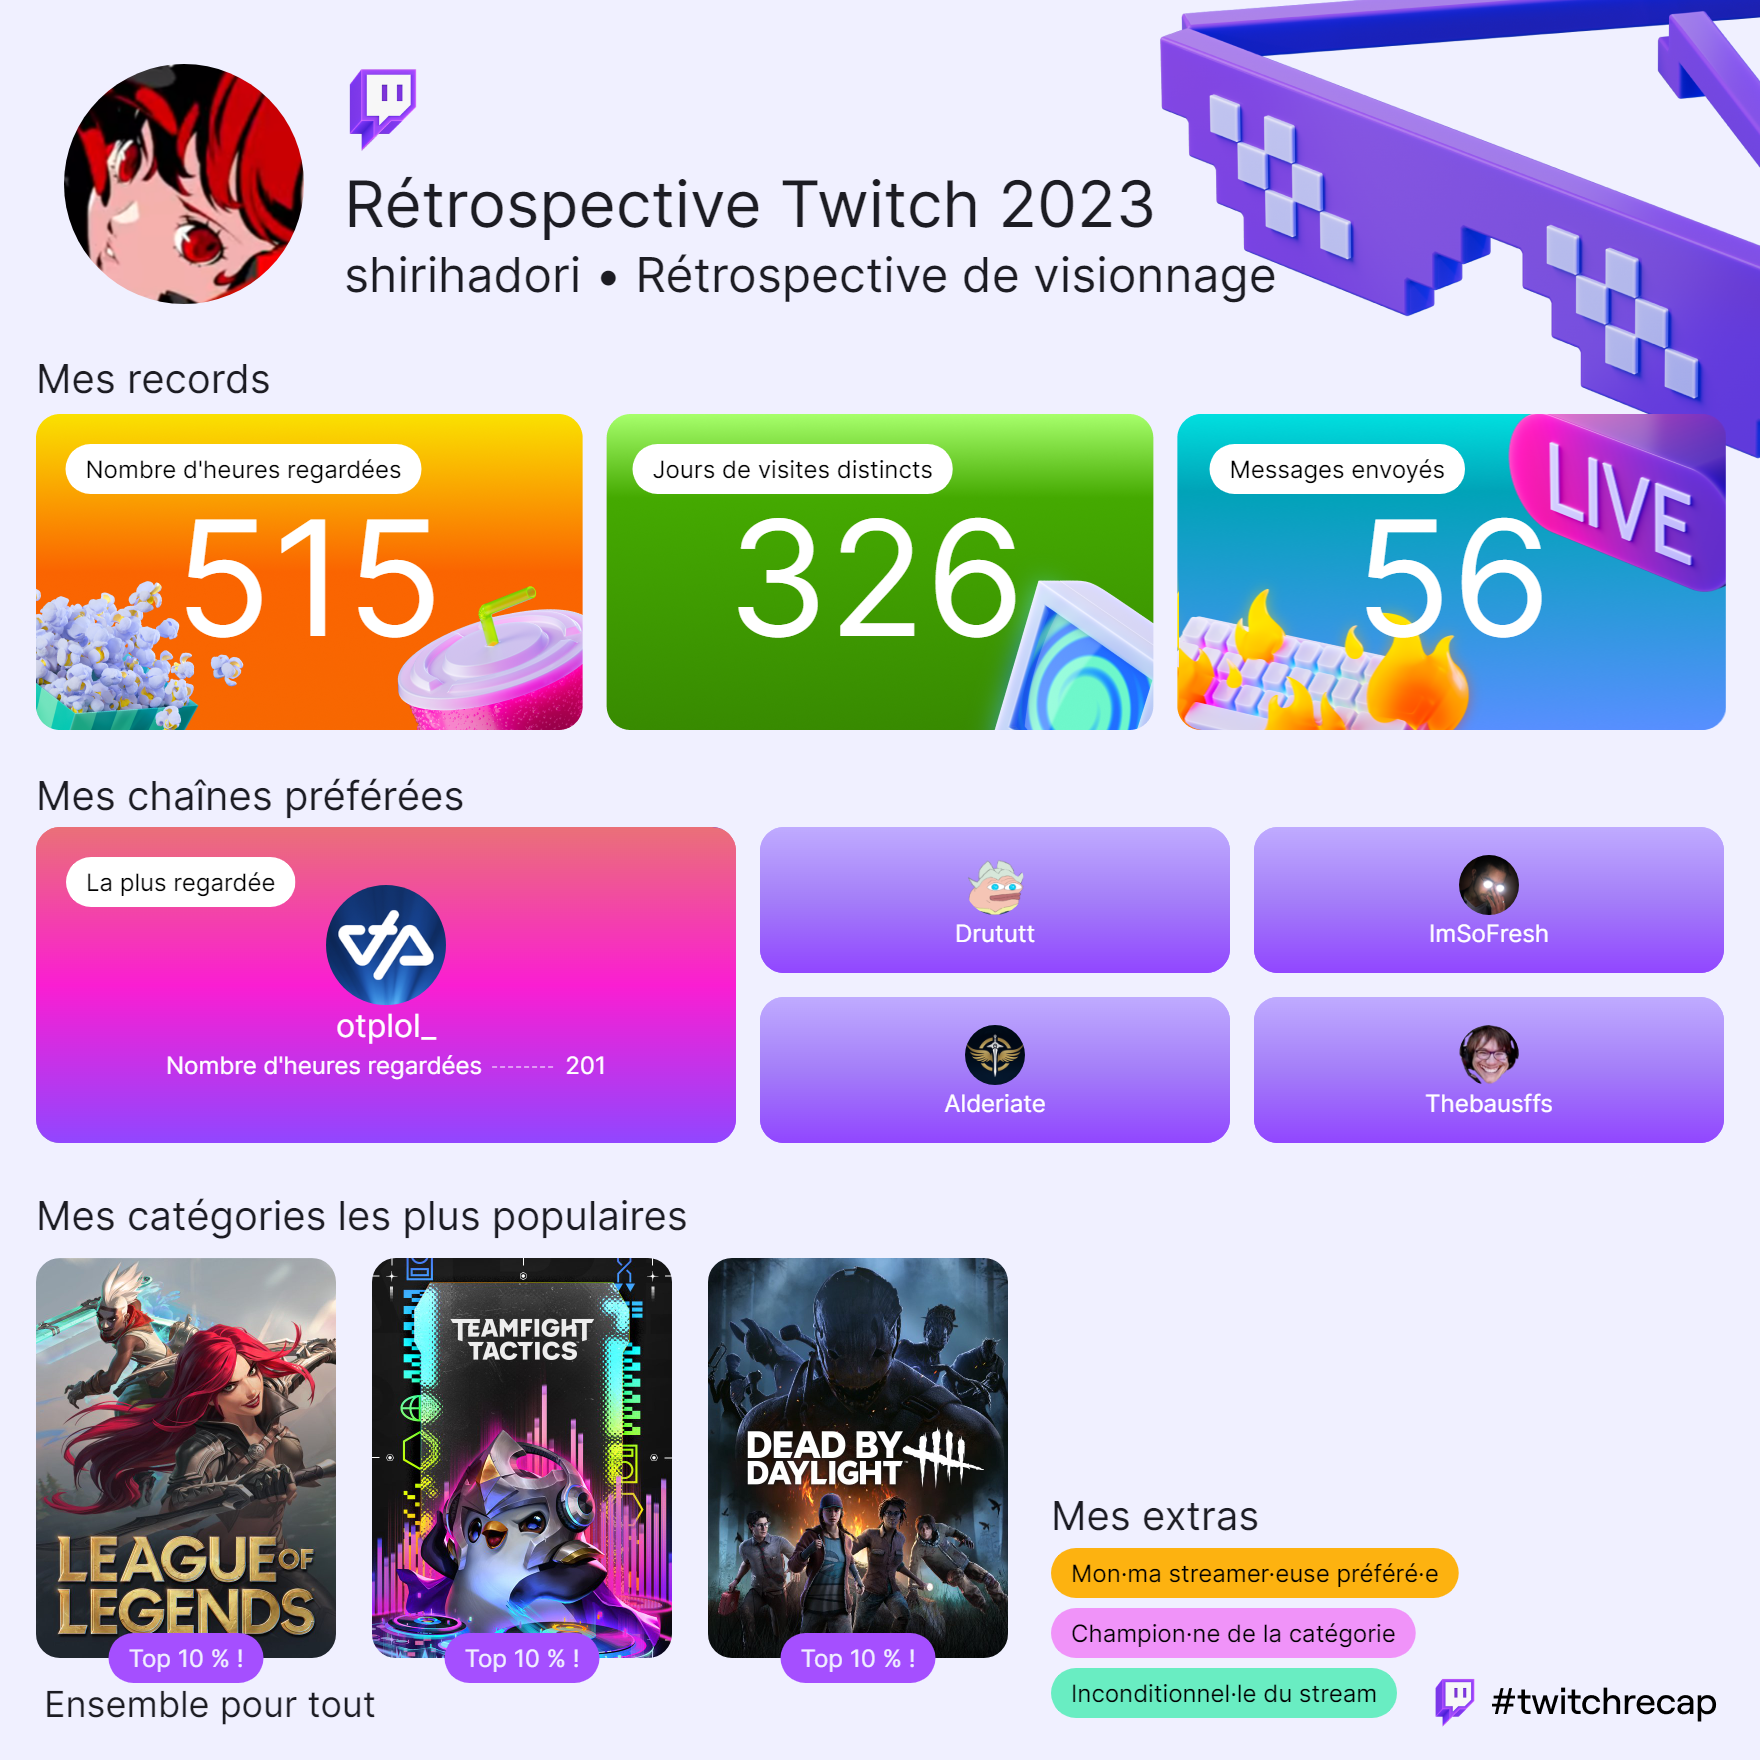 Rétrospective Twitch 2023
shirihadori • Rétrospective de visionnage
Mes records
Nombre d'heures regardées
515
Jours de visites distincts
326
Messages envoyés
56
LIVE
Mes chaînes préférées
La plus regardée
otplol_
Nombre d'heures regardées -------- 201
Drututt
ImSoFresh
Alderiate
Thebausffs
Mes catégories les plus populaires
LEAGUE OF
LEGENDS
Top 10 % !
TEAMFIGHT
TACTICS
Top 10 % !
DEAD BY
DAYLIGHT
Top 10 % !
Mes extras
Mon·ma streamer·euse préféré·e
Champion·ne de la catégorie
Inconditionnel·le du stream
Ensemble pour tout
#twitchrecap